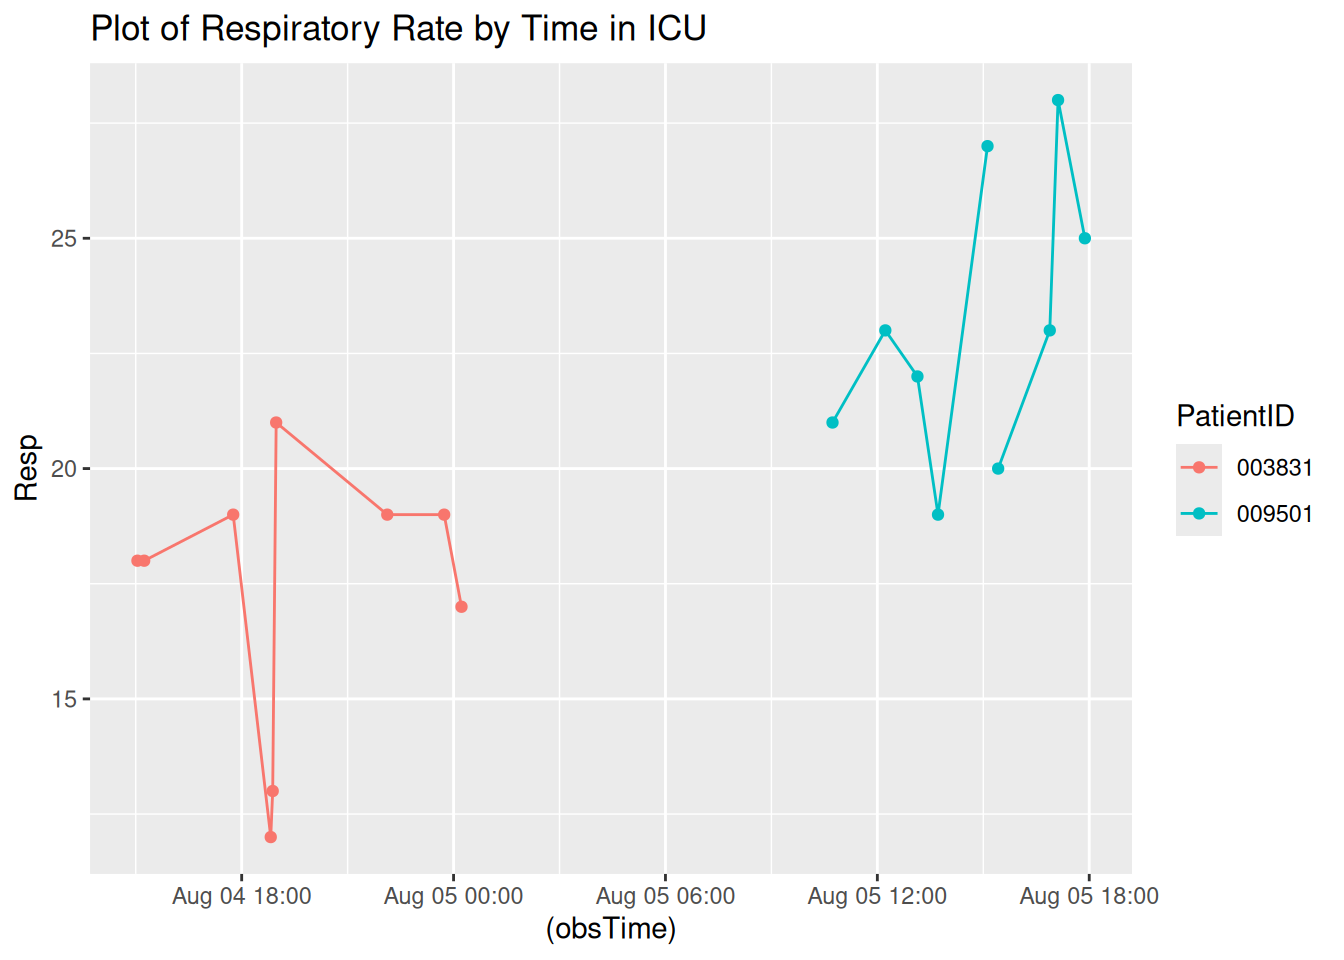 Plot of Respiratory Rate by Time in ICU
Resp
25
20
15
Aug 04 18:00 Aug 05 00:00 Aug 05 06:00 Aug 05 12:00 Aug 05 18:00
(obsTime)
PatientID
003831
009501